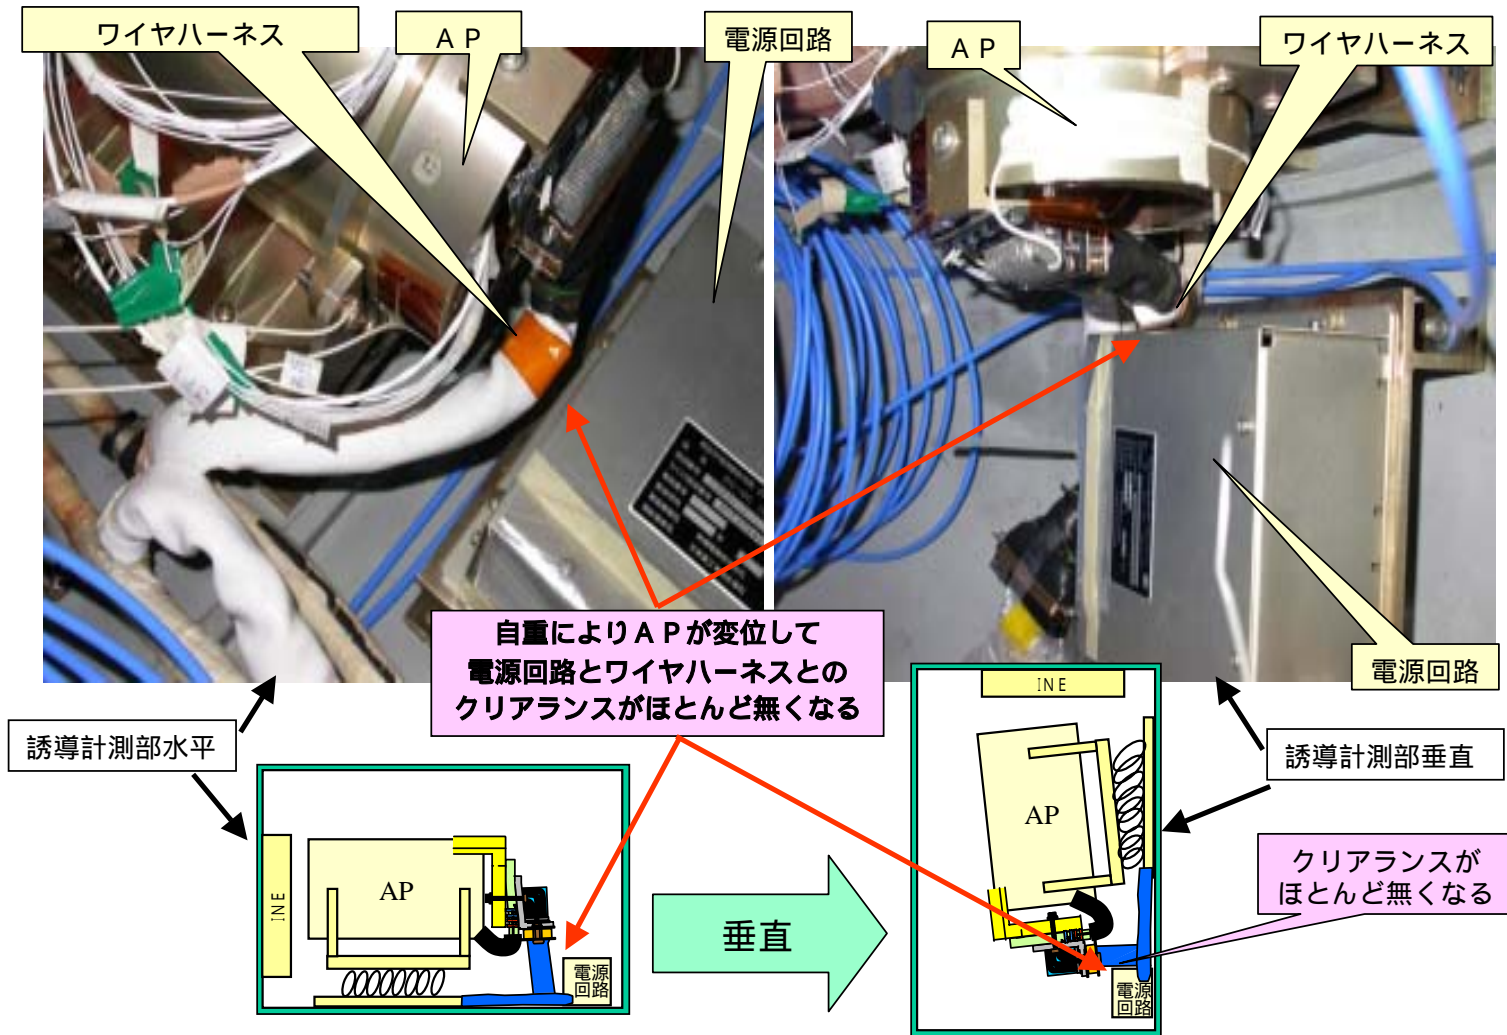 ワイヤハーネス
ＡＰ
電源回路
ＡＰ
ワイヤハーネス
電源回路
自重によりＡＰが変位して
電源回路とワイヤハーネスとの
クリアランスがほとんど無くなる
誘導計測部水平
誘導計測部垂直
INE
AP
電源
回路
垂直
INE
AP
電源
回路
クリアランスが
ほとんど無くなる